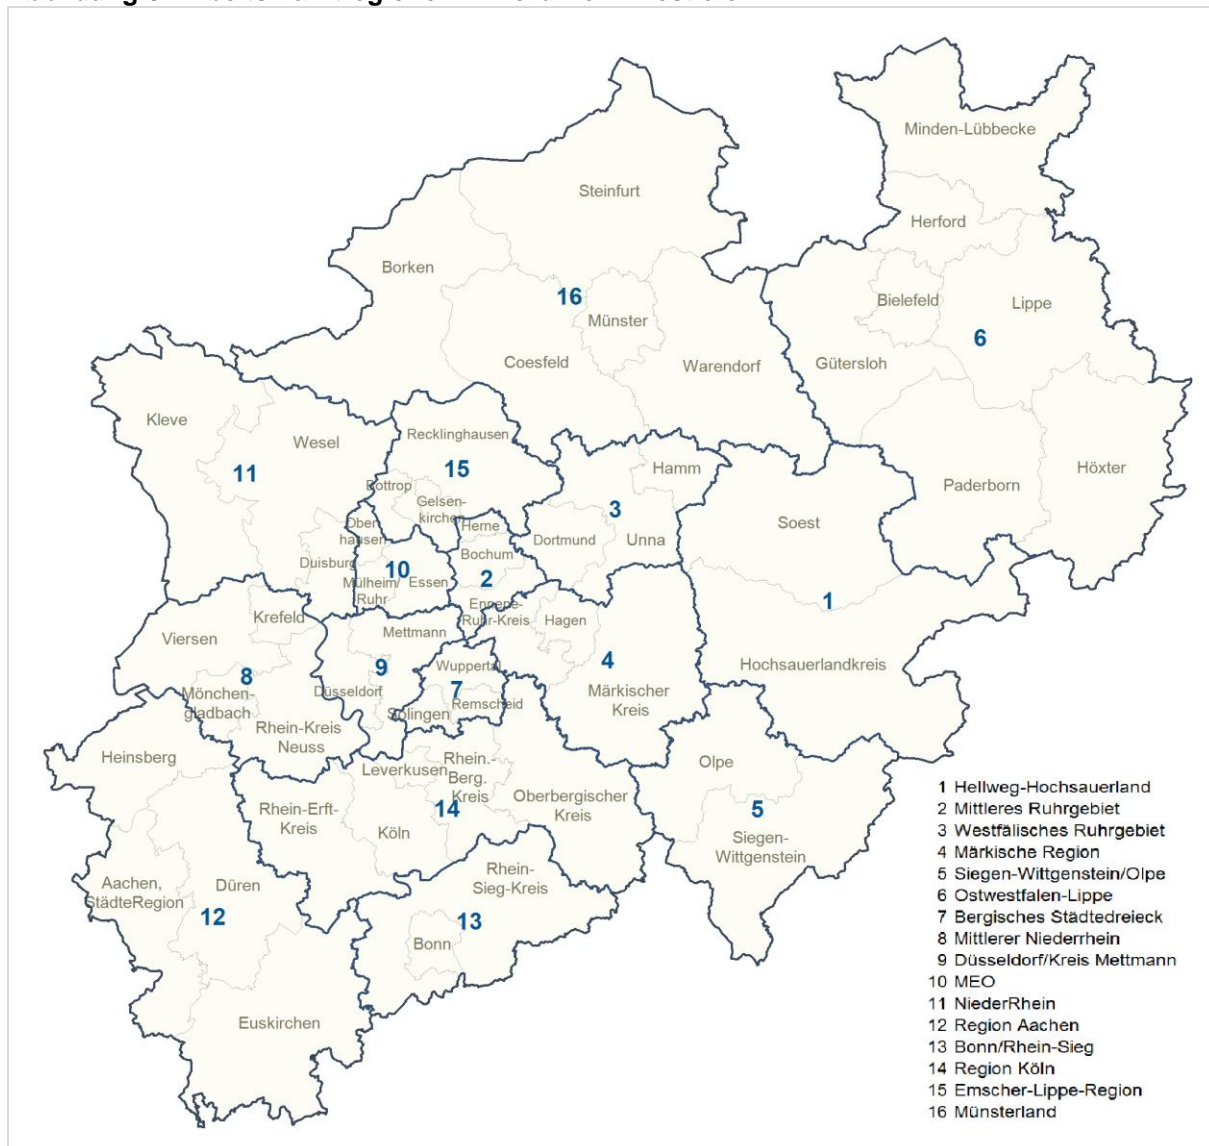 Minden-Lübbecke
Steinfurt
Herford
Borken
Bielefeld
Lippe
16
Münster
6
Coesfeld
Warendorf
Gütersloh
Kleve
Wesel
Recklinghausen
15
Hamm
Höxter
11
Bottrop
Paderborn
Gelsen-
kirchen
3
Soest
Ober-
hausen
Herne
Dortmund
Unna
Duisburg
Bochum
10
Essen
2
Mülheim/
Ruhr
1
Ennepe-
Ruhr-Kreis
Hagen
Krefeld
Viersen
Mettmann
4
Hochsauerlandkreis
9
Wuppertal
8
Düsseldorf
7
Märkischer
Kreis
Mönchen-
gladbach
Solingen
Remscheid
Rhein-Kreis
Neuss
Heinsberg
Leverkusen
Rhein.-
Berg.
Kreis
Olpe
Rhein-Erft-
Kreis
14
Oberbergischer
Kreis
5
Köln
Siegen-
Wittgenstein
Aachen,
StädteRegion
Düren
Rhein-
Sieg-Kreis
12
13
Bonn
Euskirchen
1 Hellweg-Hochsauerland
2 Mittleres Ruhrgebiet
3 Westfälisches Ruhrgebiet
4 Märkische Region
5 Siegen-Wittgenstein/Olpe
6 Ostwestfalen-Lippe
7 Bergisches Städtedreieck
8 Mittlerer Niederrhein
9 Düsseldorf/Kreis Mettmann
10 MEO
11 NiederRhein
12 Region Aachen
13 Bonn/Rhein-Sieg
14 Region Köln
15 Emscher-Lippe-Region
16 Münsterland